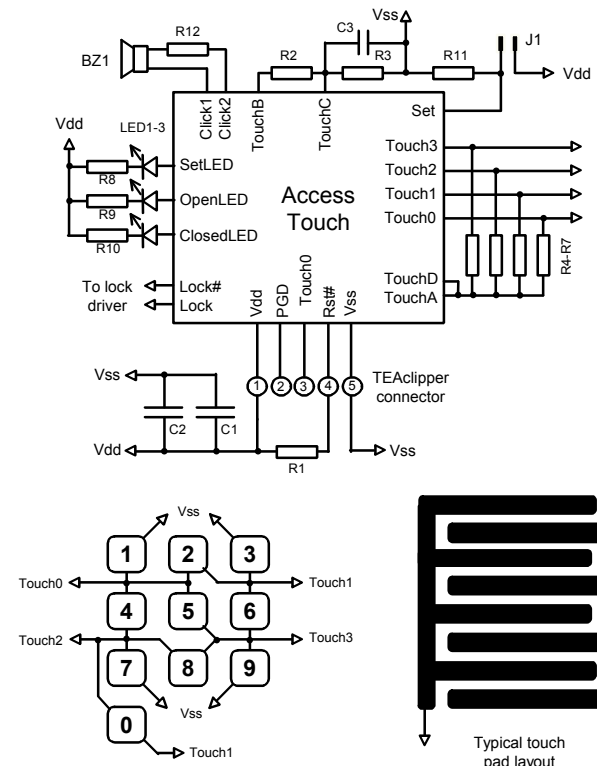 Vss
C3
R12
J1
R2
R3
R11
BZ1
Vdd
Click1
Click2
TouchB
TouchC
Set
Vdd
LED1-3
Touch3
SetLED
Touch2
R8
Access
Touch
Touch1
OpenLED
R9
Touch0
ClosedLED
R10
R4-R7
TouchD
TouchA
To lock
driver
Lock#
Lock
Vdd
PGD
Touch0
Rst#
Vss
1
2
3
4
5
TEAclipper
connector
Vss
C2
C1
Vdd
R1
Vss
Vss
1
2
3
Touch0
Touch1
4
5
6
Touch2
Touch3
7
8
9
Vss
0
Touch1
Typical touch
pad layout